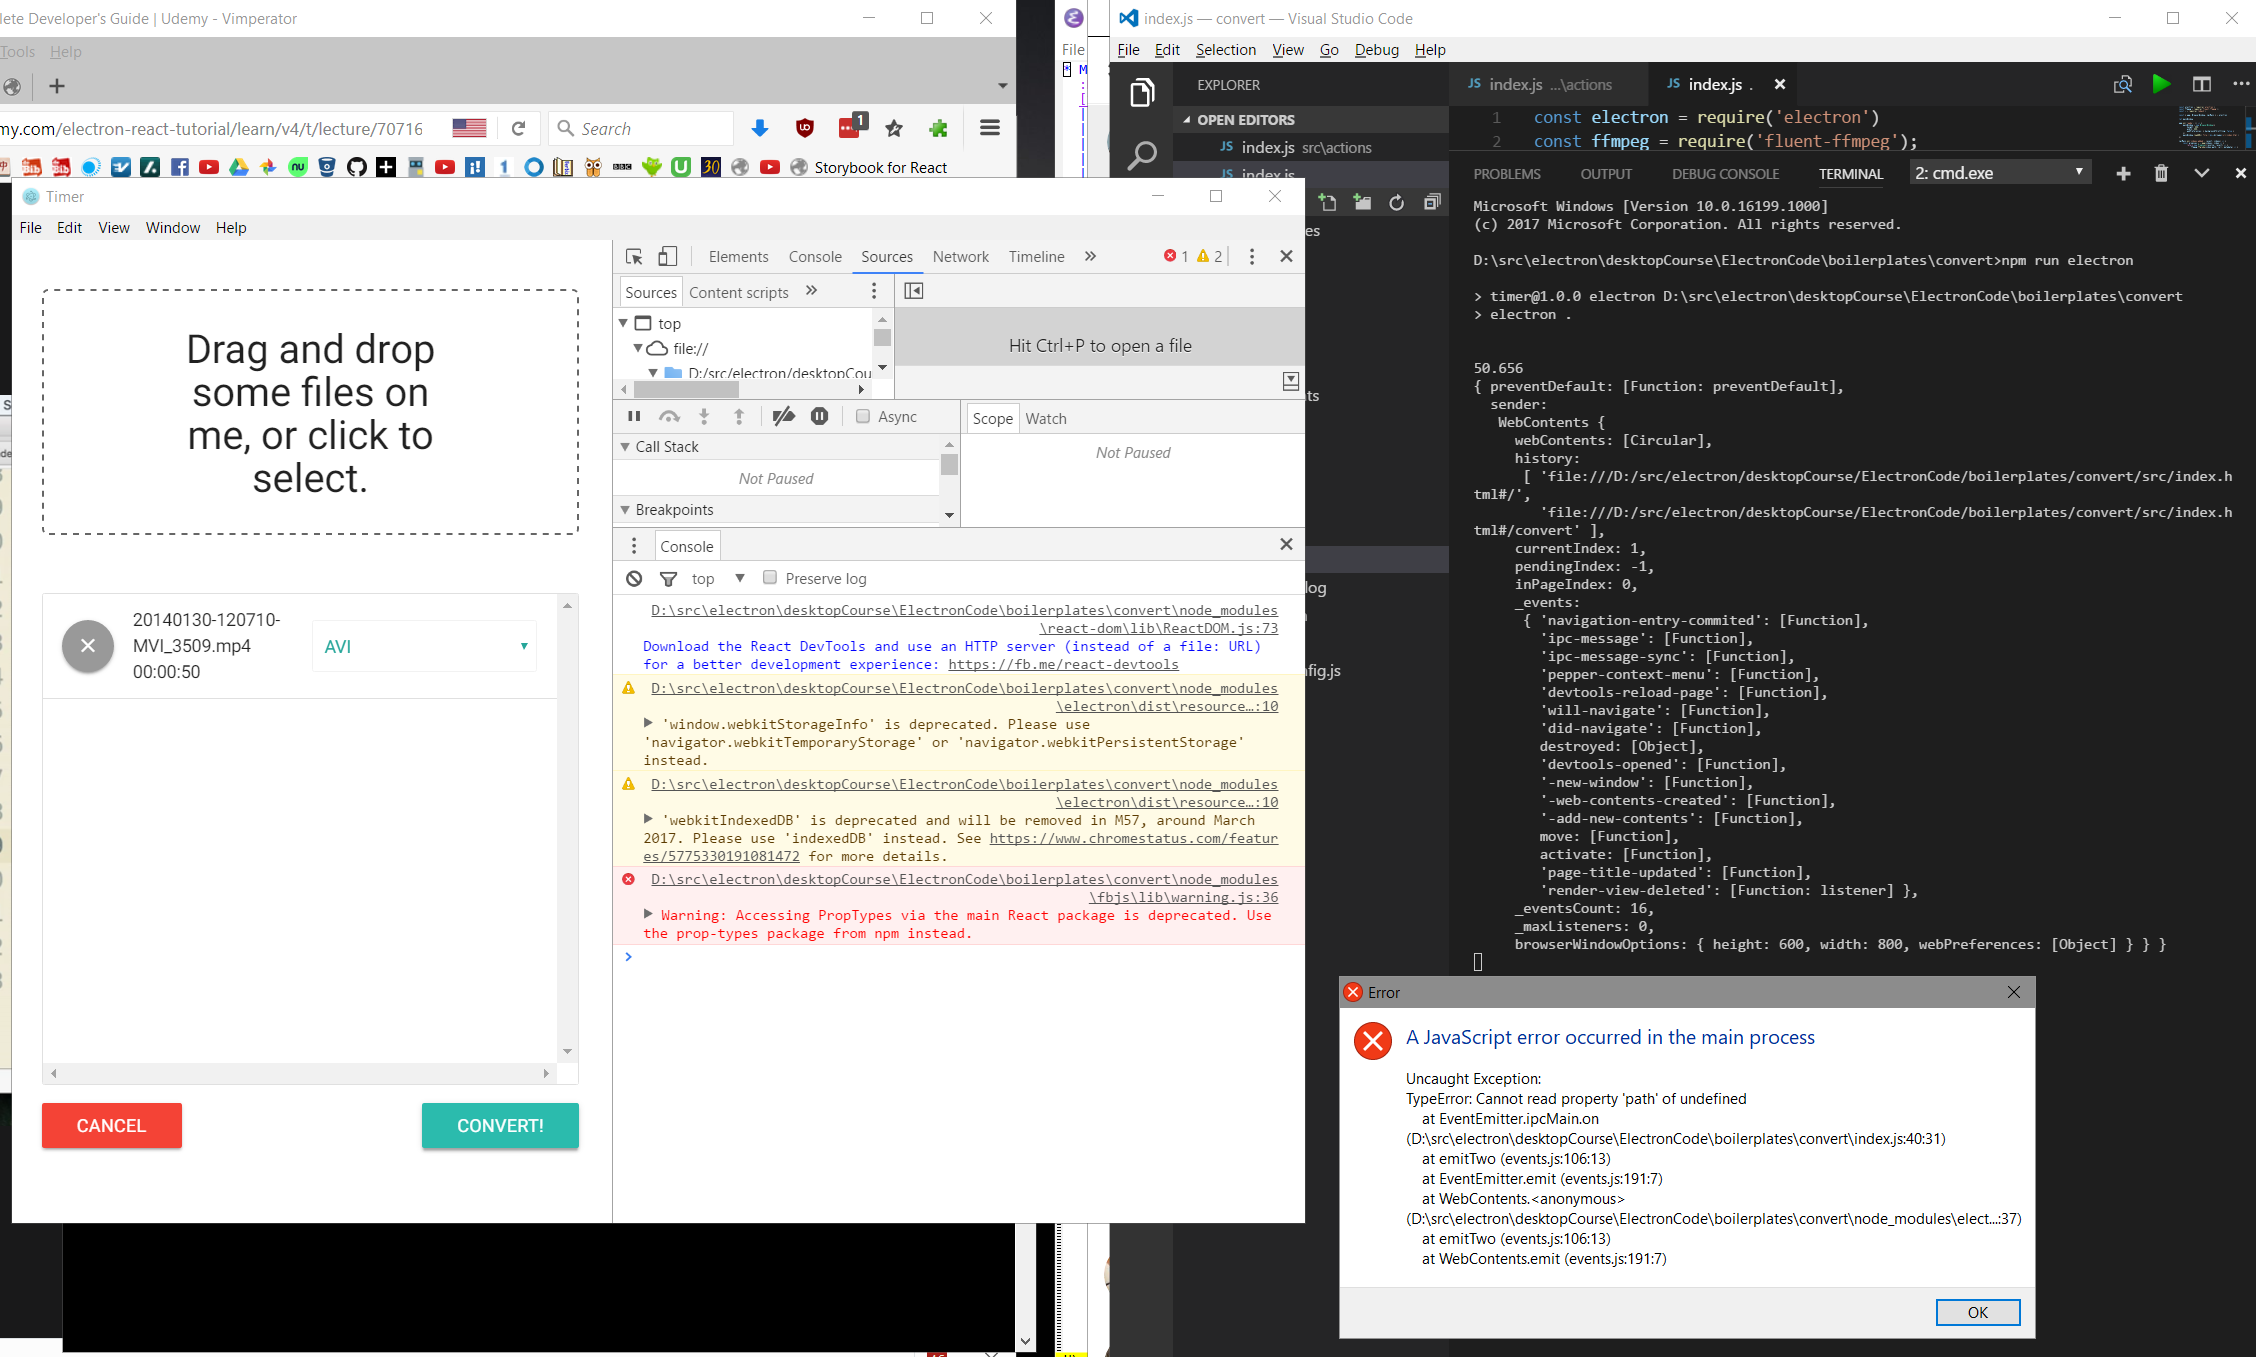 lete Developer's Guide | Udemy - Vimperator
Tools Help
my.com/electron-react-tutorial/learn/v4/t/lecture/70716
Search
1
Storybook for React
Timer
File Edit View Window Help
Drag and drop
some files on
me, or click to
select.
20140130-120710-
MVI_3509.mp4
00:00:50
AVI
CANCEL
CONVERT!
Elements Console Sources Network Timeline » 1 2
Sources Content scripts »
top
file://
D:/src/electron/desktopCou
Hit Ctrl+P to open a file
Async
Call Stack
Not Paused
Breakpoints
Scope Watch
Not Paused
Console
top Preserve log
D:\src\electron\desktopCourse\ElectronCode\boilerplates\convert\node_modules
\react-dom\lib\ReactDOM.js:73
Download the React DevTools and use an HTTP server (instead of a file: URL)
for a better development experience: https://fb.me/react-devtools
D:\src\electron\desktopCourse\ElectronCode\boilerplates\convert\node_modules
\electron\dist\resource…:10
'window.webkitStorageInfo' is deprecated. Please use
'navigator.webkitTemporaryStorage' or 'navigator.webkitPersistentStorage'
instead.
D:\src\electron\desktopCourse\ElectronCode\boilerplates\convert\node_modules
\electron\dist\resource…:10
'webkitIndexedDB' is deprecated and will be removed in M57, around March
2017. Please use 'indexedDB' instead. See https://www.chromestatus.com/featur
es/5775330191081472 for more details.
D:\src\electron\desktopCourse\ElectronCode\boilerplates\convert\node_modules
\fbjs\lib\warning.js:36
Warning: Accessing PropTypes via the main React package is deprecated. Use
the prop-types package from npm instead.
>
File
index.js — convert — Visual Studio Code
File Edit Selection View Go Debug Help
EXPLORER
OPEN EDITORS
JS index.js src\actions
JS index.js
es
ts
log
nfig.js
JS index.js ...\actions
JS index.js .
1 const electron = require('electron')
2 const ffmpeg = require('fluent-ffmpeg');
PROBLEMS OUTPUT DEBUG CONSOLE TERMINAL 2: cmd.exe
Microsoft Windows [Version 10.0.16199.1000]
(c) 2017 Microsoft Corporation. All rights reserved.
D:\src\electron\desktopCourse\ElectronCode\boilerplates\convert>npm run electron
> timer@1.0.0 electron D:\src\electron\desktopCourse\ElectronCode\boilerplates\convert
> electron .
50.656
{ preventDefault: [Function: preventDefault],
sender:
WebContents {
webContents: [Circular],
history:
[ 'file:///D:/src/electron/desktopCourse/ElectronCode/boilerplates/convert/src/index.h
tml#/',
'file:///D:/src/electron/desktopCourse/ElectronCode/boilerplates/convert/src/index.h
tml#/convert' ],
currentIndex: 1,
pendingIndex: -1,
inPageIndex: 0,
_events:
{ 'navigation-entry-commited': [Function],
'ipc-message': [Function],
'ipc-message-sync': [Function],
'pepper-context-menu': [Function],
'devtools-reload-page': [Function],
'will-navigate': [Function],
'did-navigate': [Function],
destroyed: [Object],
'devtools-opened': [Function],
'-new-window': [Function],
'-web-contents-created': [Function],
'-add-new-contents': [Function],
move: [Function],
activate: [Function],
'page-title-updated': [Function],
'render-view-deleted': [Function: listener] },
_eventsCount: 16,
_maxListeners: 0,
browserWindowOptions: { height: 600, width: 800, webPreferences: [Object] } } }
Error
A JavaScript error occurred in the main process
Uncaught Exception:
TypeError: Cannot read property 'path' of undefined
at EventEmitter.ipcMain.on
(D:\src\electron\desktopCourse\ElectronCode\boilerplates\convert\index.js:40:31)
at emitTwo (events.js:106:13)
at EventEmitter.emit (events.js:191:7)
at WebContents.<anonymous>
(D:\src\electron\desktopCourse\ElectronCode\boilerplates\convert\node_modules\elect...:37)
at emitTwo (events.js:106:13)
at WebContents.emit (events.js:191:7)
OK